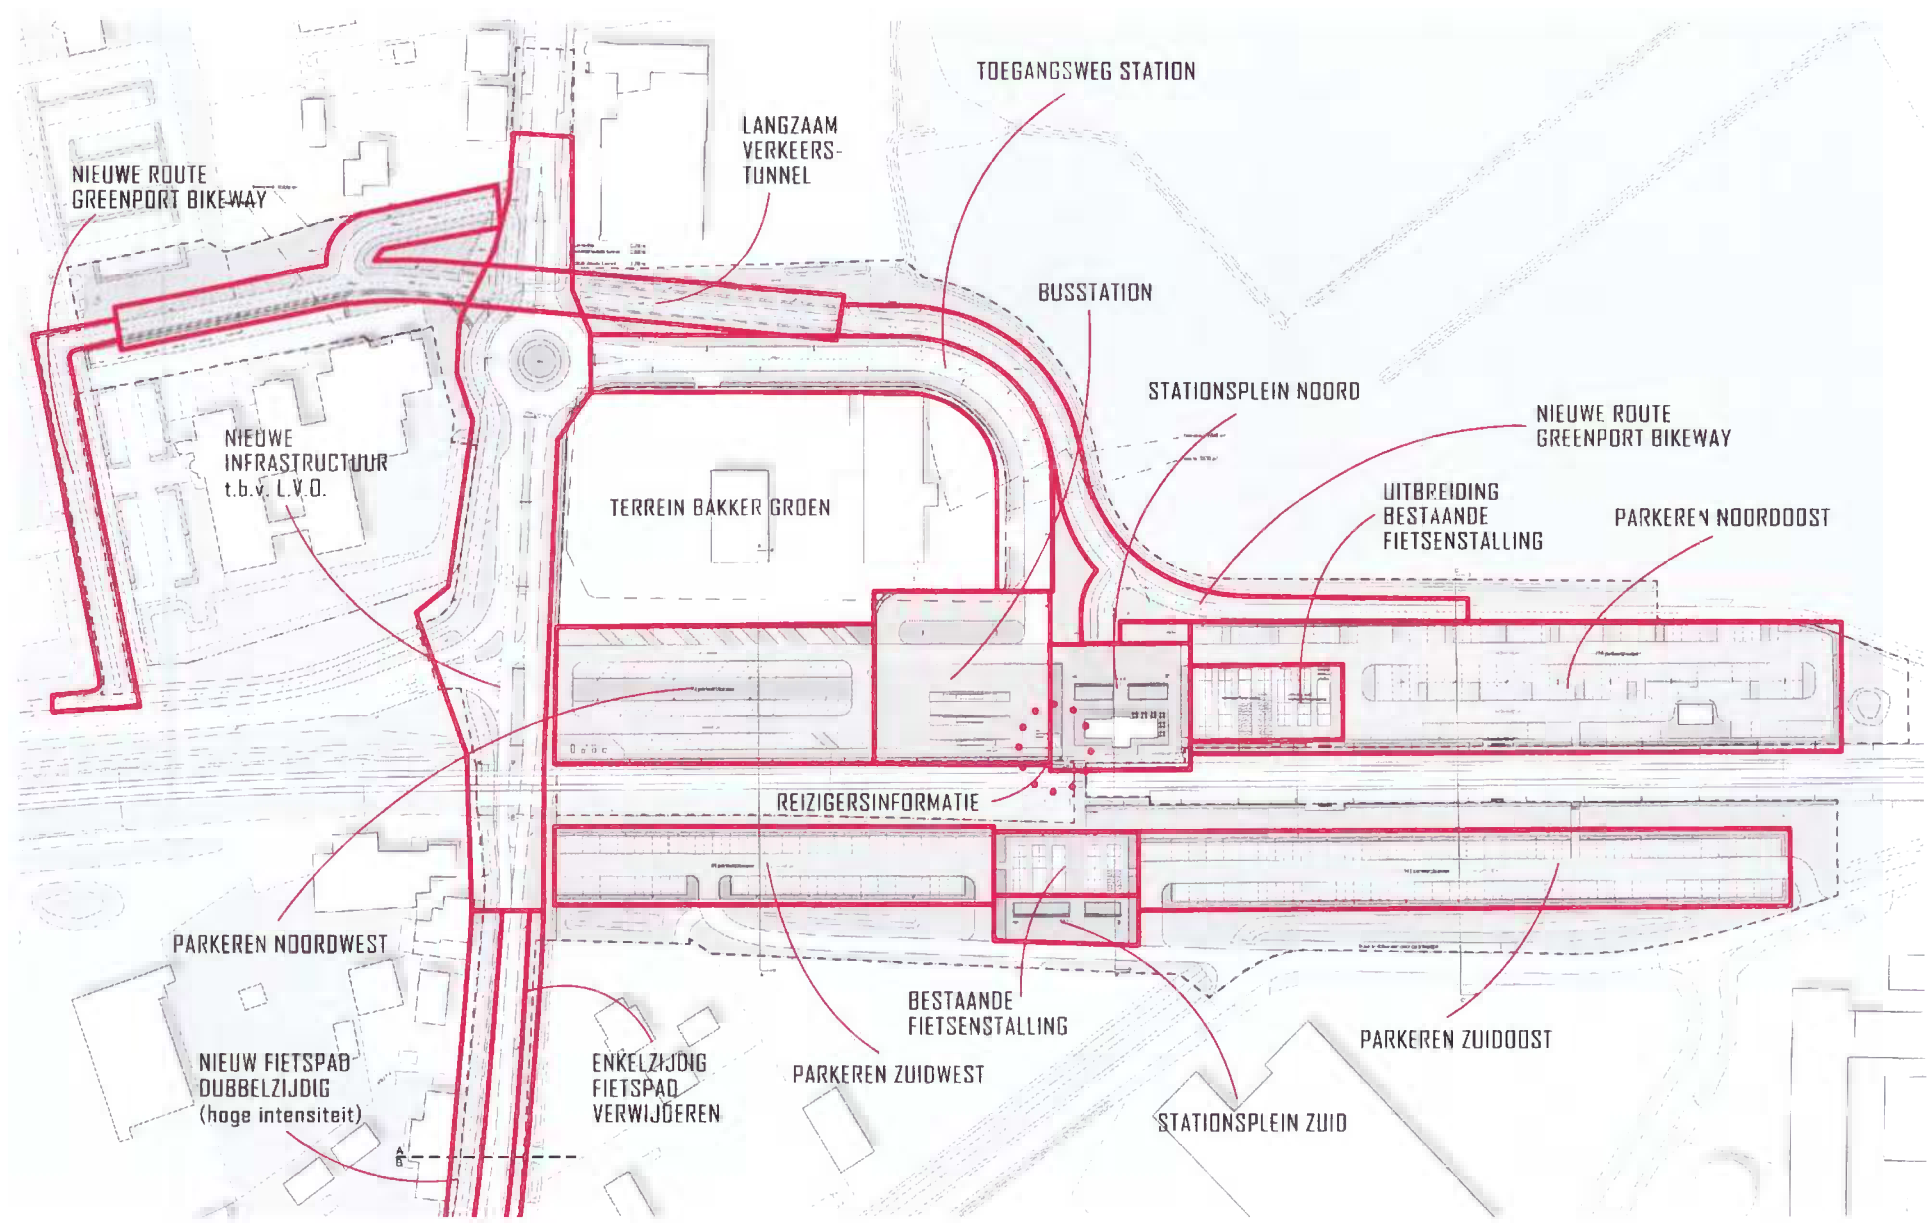 TOEGANGSWEG STATION
LANGZAAM
VERKEERS-
TUNNEL
NIEUWE ROUTE
GREENPORT BIKEWAY
BUSSTATION
STATIONSPLEIN NOORD
NIEUWE ROUTE
GREENPORT BIKEWAY
NIEUWE
INFRASTRUCTUUR
t.b.v. L.V.O.
UITBREIDING
BESTAANDE
FIETSENSTALLING
PARKEREN NOORDOOST
TERREIN BAKKER GROEN
REIZIGERSINFORMATIE
PARKEREN NOORDWEST
BESTAANDE
FIETSENSTALLING
PARKEREN ZUIDOOST
NIEUW FIETSPAD
DUBBELZIJDIG
(hoge intensiteit)
ENKELZIJDIG
FIETSPAD
VERWIJDEREN
PARKEREN ZUIDWEST
STATIONSPLEIN ZUID
A
B